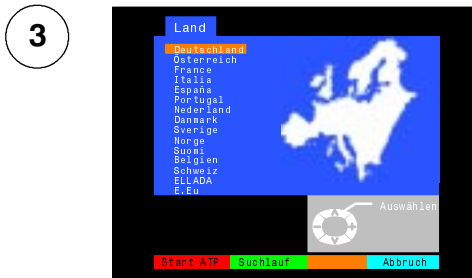 3
Land
Deutschland
Österreich
France
Italia
España
Portugal
Nederland
Danmark
Sverige
Norge
Suomi
Belgien
Schweiz
ELLADA
E.Eu
Auswählen
Start ATP Suchlauf Abbruch